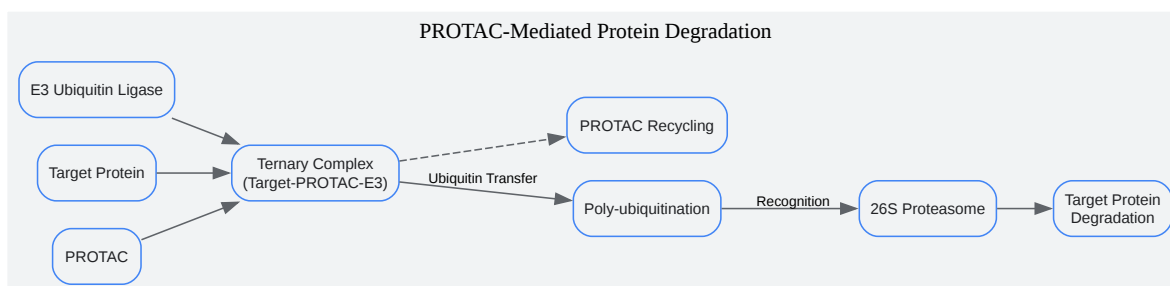 PROTAC-Mediated Protein Degradation
E3 Ubiquitin Ligase
Target Protein
PROTAC
Ternary Complex
(Target-PROTAC-E3)
PROTAC Recycling
Ubiquitin Transfer
Poly-ubiquitination
Recognition
26S Proteasome
Target Protein
Degradation